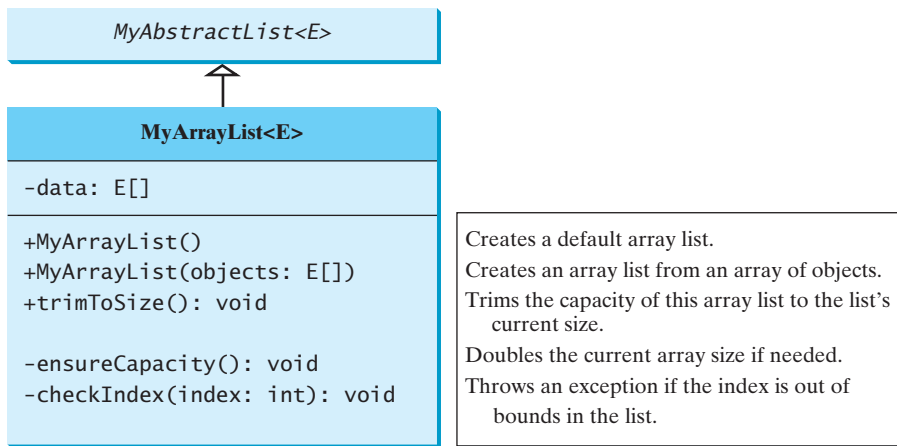 MyAbstractList<E>
MyArrayList<E>
-data: E[]
+MyArrayList()
+MyArrayList(objects: E[])
+trimToSize(): void
-ensureCapacity(): void
-checkIndex(index: int): void
Creates a default array list.
Creates an array list from an array of objects.
Trims the capacity of this array list to the list's
current size.
Doubles the current array size if needed.
Throws an exception if the index is out of
bounds in the list.